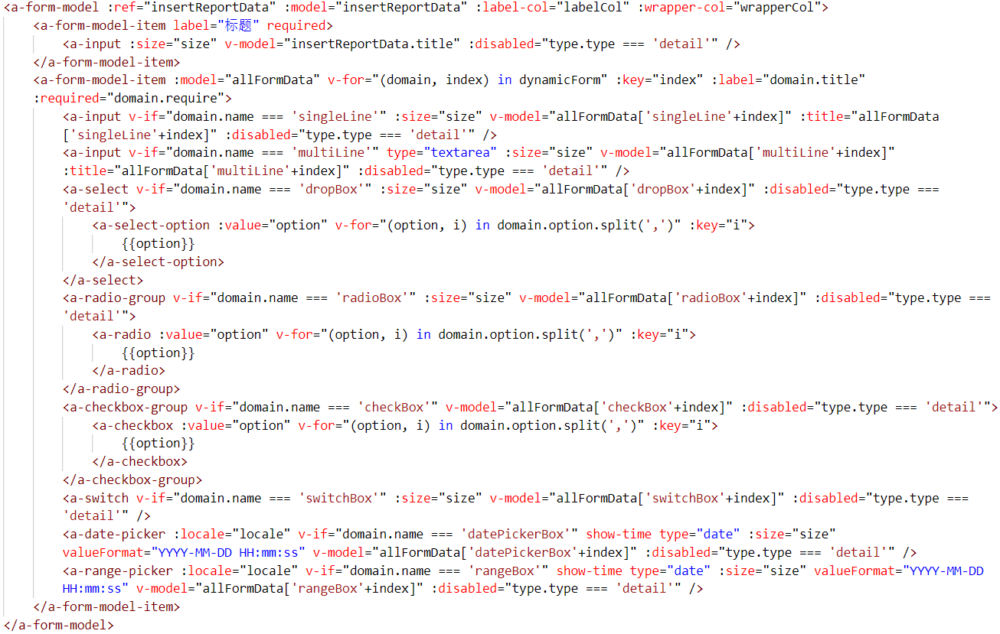 <a-form-model :ref="insertReportData" :model="insertReportData" :label-col="labelCol" :wrapper-col="wrapperCol">
<a-form-model-item label="标题" required>
<a-input :size="size" v-model="insertReportData.title" :disabled="type.type === 'detail'" />
</a-form-model-item>
<a-form-model-item :model="allFormData" v-for="(domain, index) in dynamicForm" :key="index" :label="domain.title"
:required="domain.require">
<a-input v-if="domain.name === 'singleLine'" :size="size" v-model="allFormData['singleLine'+index]" :title="allFormData
['singleLine'+index]" :disabled="type.type === 'detail'" />
<a-input v-if="domain.name === 'multiLine'" type="textarea" :size="size" v-model="allFormData['multiLine'+index]"
:title="allFormData['multiLine'+index]" :disabled="type.type === 'detail'" />
<a-select v-if="domain.name === 'dropBox'" :size="size" v-model="allFormData['dropBox'+index]" :disabled="type.type ===
'detail'">
<a-select-option :value="option" v-for="(option, i) in domain.option.split(',')" :key="i">
{{option}}
</a-select-option>
</a-select>
<a-radio-group v-if="domain.name === 'radioBox'" :size="size" v-model="allFormData['radioBox'+index]" :disabled="type.type ===
'detail'">
<a-radio :value="option" v-for="(option, i) in domain.option.split(',')" :key="i">
{{option}}
</a-radio>
</a-radio-group>
<a-checkbox-group v-if="domain.name === 'checkBox'" v-model="allFormData['checkBox'+index]" :disabled="type.type === 'detail'">
<a-checkbox :value="option" v-for="(option, i) in domain.option.split(',')" :key="i">
{{option}}
</a-checkbox>
</a-checkbox-group>
<a-switch v-if="domain.name === 'switchBox'" :size="size" v-model="allFormData['switchBox'+index]" :disabled="type.type ===
'detail'" />
<a-date-picker :locale="locale" v-if="domain.name === 'datePickerBox'" show-time type="date" :size="size"
valueFormat="YYYY-MM-DD HH:mm:ss" v-model="allFormData['datePickerBox'+index]" :disabled="type.type === 'detail'" />
<a-range-picker :locale="locale" v-if="domain.name === 'rangeBox'" show-time type="date" :size="size" valueFormat="YYYY-MM-DD
HH:mm:ss" v-model="allFormData['rangeBox'+index]" :disabled="type.type === 'detail'" />
</a-form-model-item>
</a-form-model>